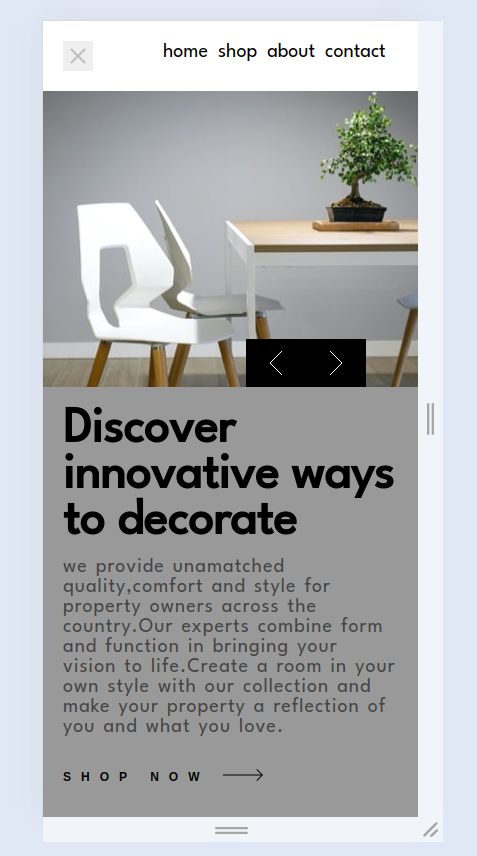 home shop about contact
Discover
innovative ways
to decorate
we provide unamatched
quality,comfort and style for
property owners across the
country.Our experts combine form
and function in bringing your
vision to life.Create a room in your
own style with our collection and
make your property a reflection of
you and what you love.
SHOP NOW